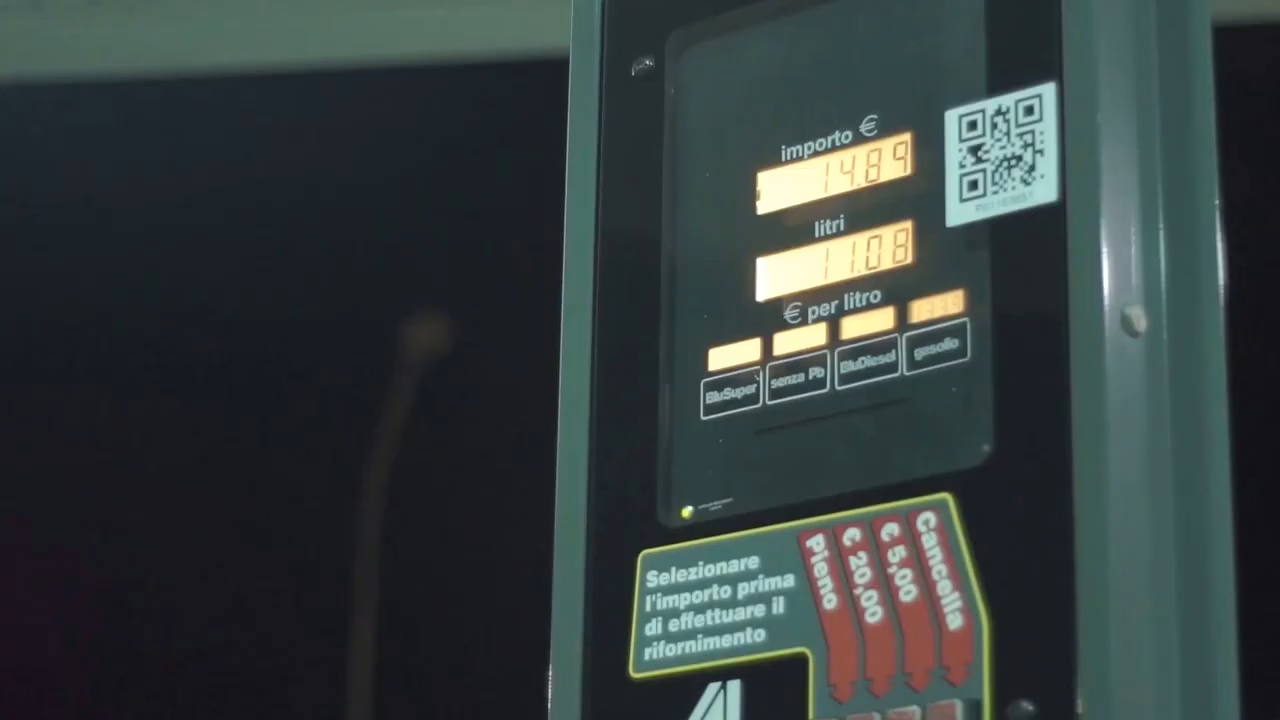 importo €
14.89
litri
11.08
€ per litro
BluSuper
senza Pb
BluDiesel
gasolio
Selezionare
l'importo prima
di effettuare il
rifornimento
Pieno
€ 20,00
€ 5,00
Cancella
4